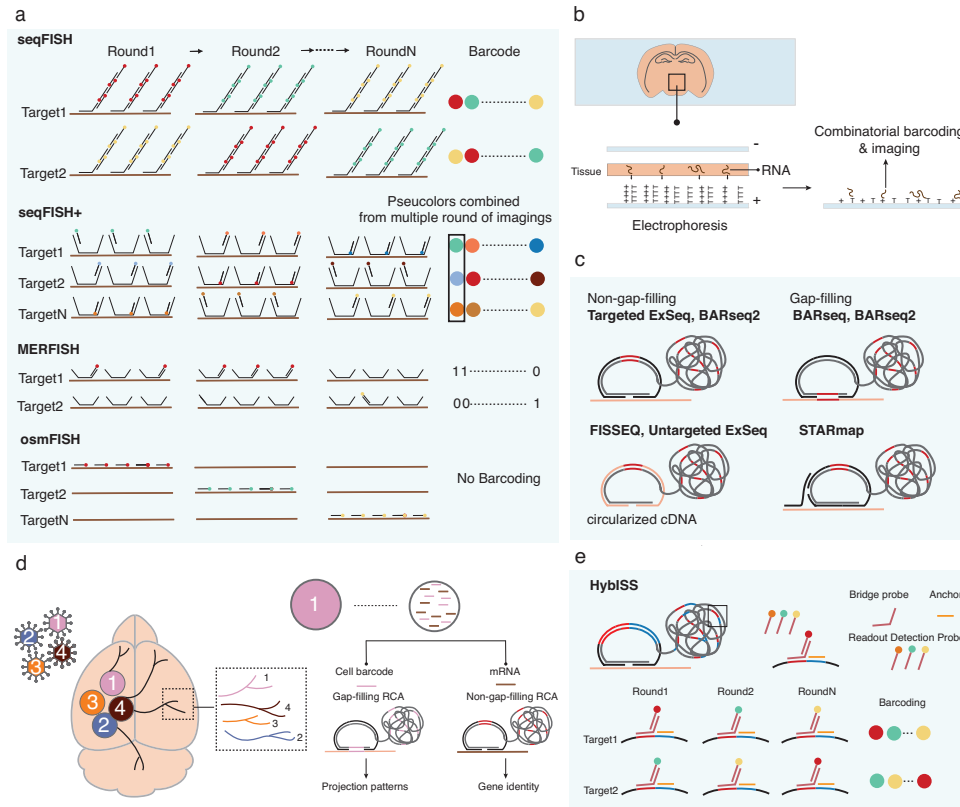 a
seqFISH
Round1
Round2
RoundN
Barcode
Target1
Target2
seqFISH+
Pseucolors combined
from multiple round of imagings
Target1
Target2
TargetN
MERFISH
Target1
11
0
Target2
00
1
osmFISH
Target1
No Barcoding
Target2
TargetN
b
-
Tissue
RNA
+
Electrophoresis
Combinatorial barcoding
& imaging
c
Non-gap-filling
Targeted ExSeq, BARseq2
Gap-filling
BARseq, BARseq2
FISSEQ, Untargeted ExSeq
STARmap
circularized cDNA
d
1
2
4
3
1
3
4
2
1
4
3
2
1
Cell barcode
mRNA
Gap-filling RCA
Non-gap-filling RCA
Projection patterns
Gene identity
e
HybISS
Bridge probe
Anchor
Readout Detection Probe
Round1
Round2
RoundN
Barcoding
Target1
Target2